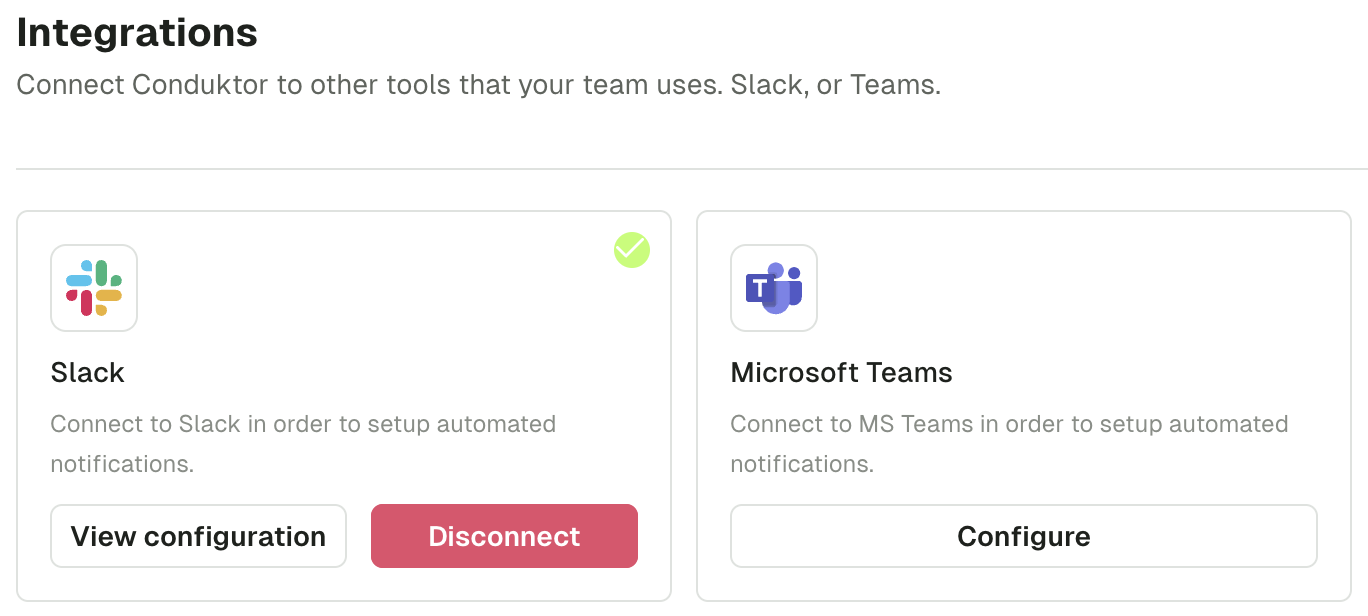 Integrations
Connect Conduktor to other tools that your team uses. Slack, or Teams.
Slack
Connect to Slack in order to setup automated
notifications.
View configuration
Disconnect
T
Microsoft Teams
Connect to MS Teams in order to setup automated
notifications.
Configure